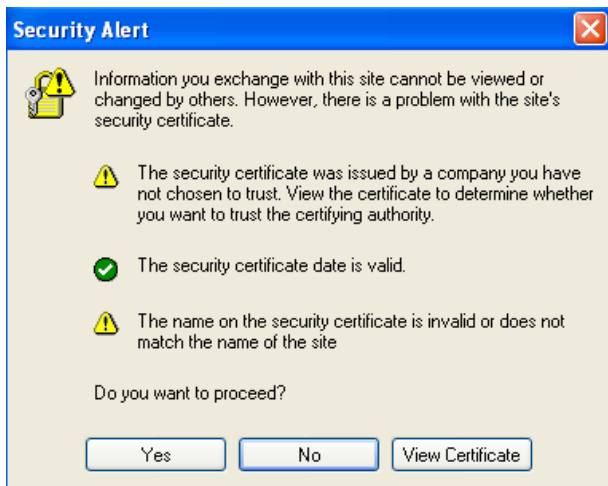 Security Alert
Information you exchange with this site cannot be viewed or
changed by others. However, there is a problem with the site's
security certificate.
The security certificate was issued by a company you have
not chosen to trust. View the certificate to determine whether
you want to trust the certifying authority.
The security certificate date is valid.
The name on the security certificate is invalid or does not
match the name of the site
Do you want to proceed?
Yes No View Certificate